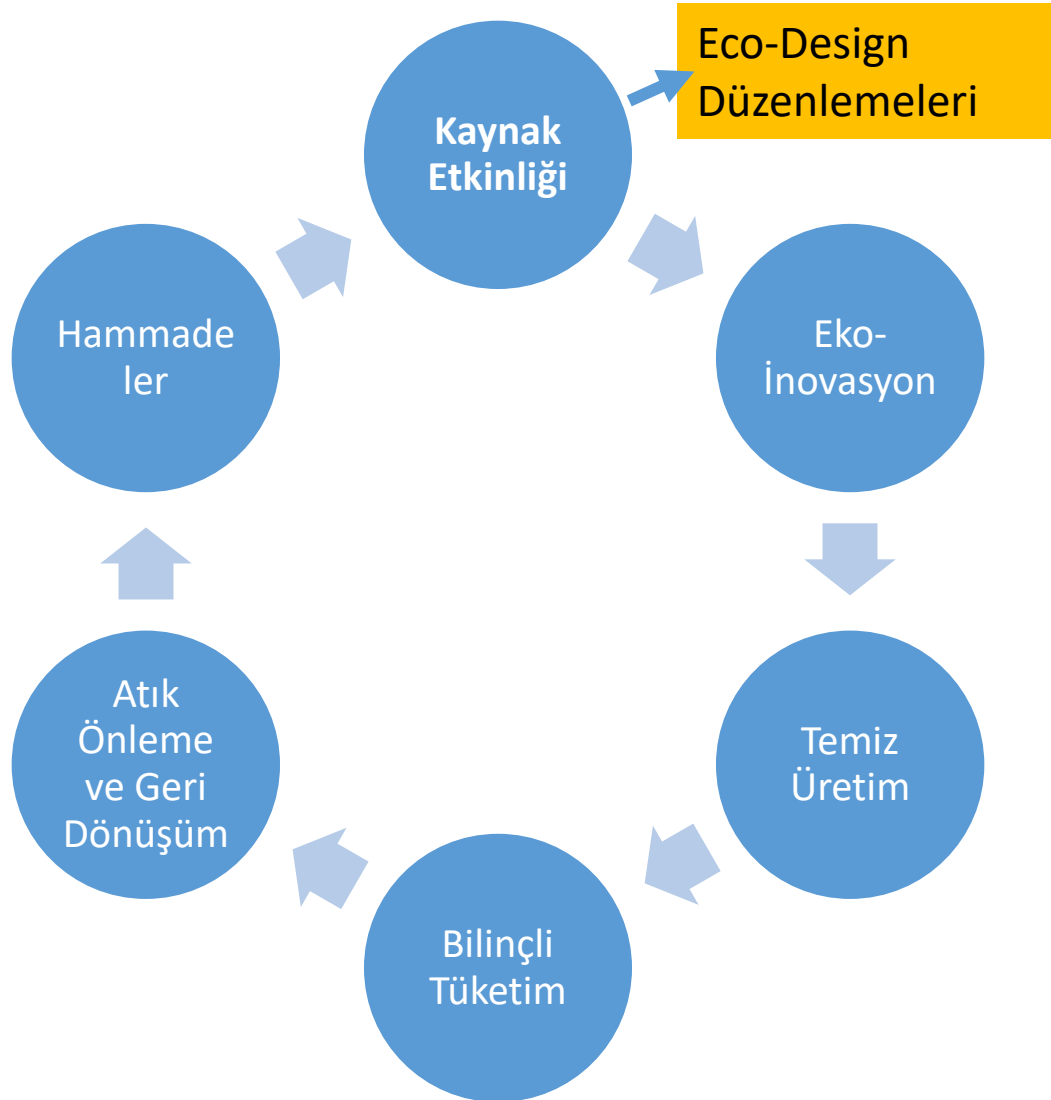 Eco-Design
Düzenlemeleri
Kaynak
Etkinliği
Eko-
İnovasyon
Temiz
Üretim
Bilinçli
Tüketim
Atık
Önleme
ve Geri
Dönüşüm
Hammade
ler